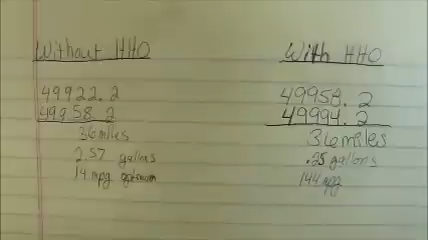 Without HHO
49922.2
49958.2
36 miles
2.57 gallons
14 mpg
With HHO
49958.2
49994.2
36 miles
.25 gallons
144 mpg